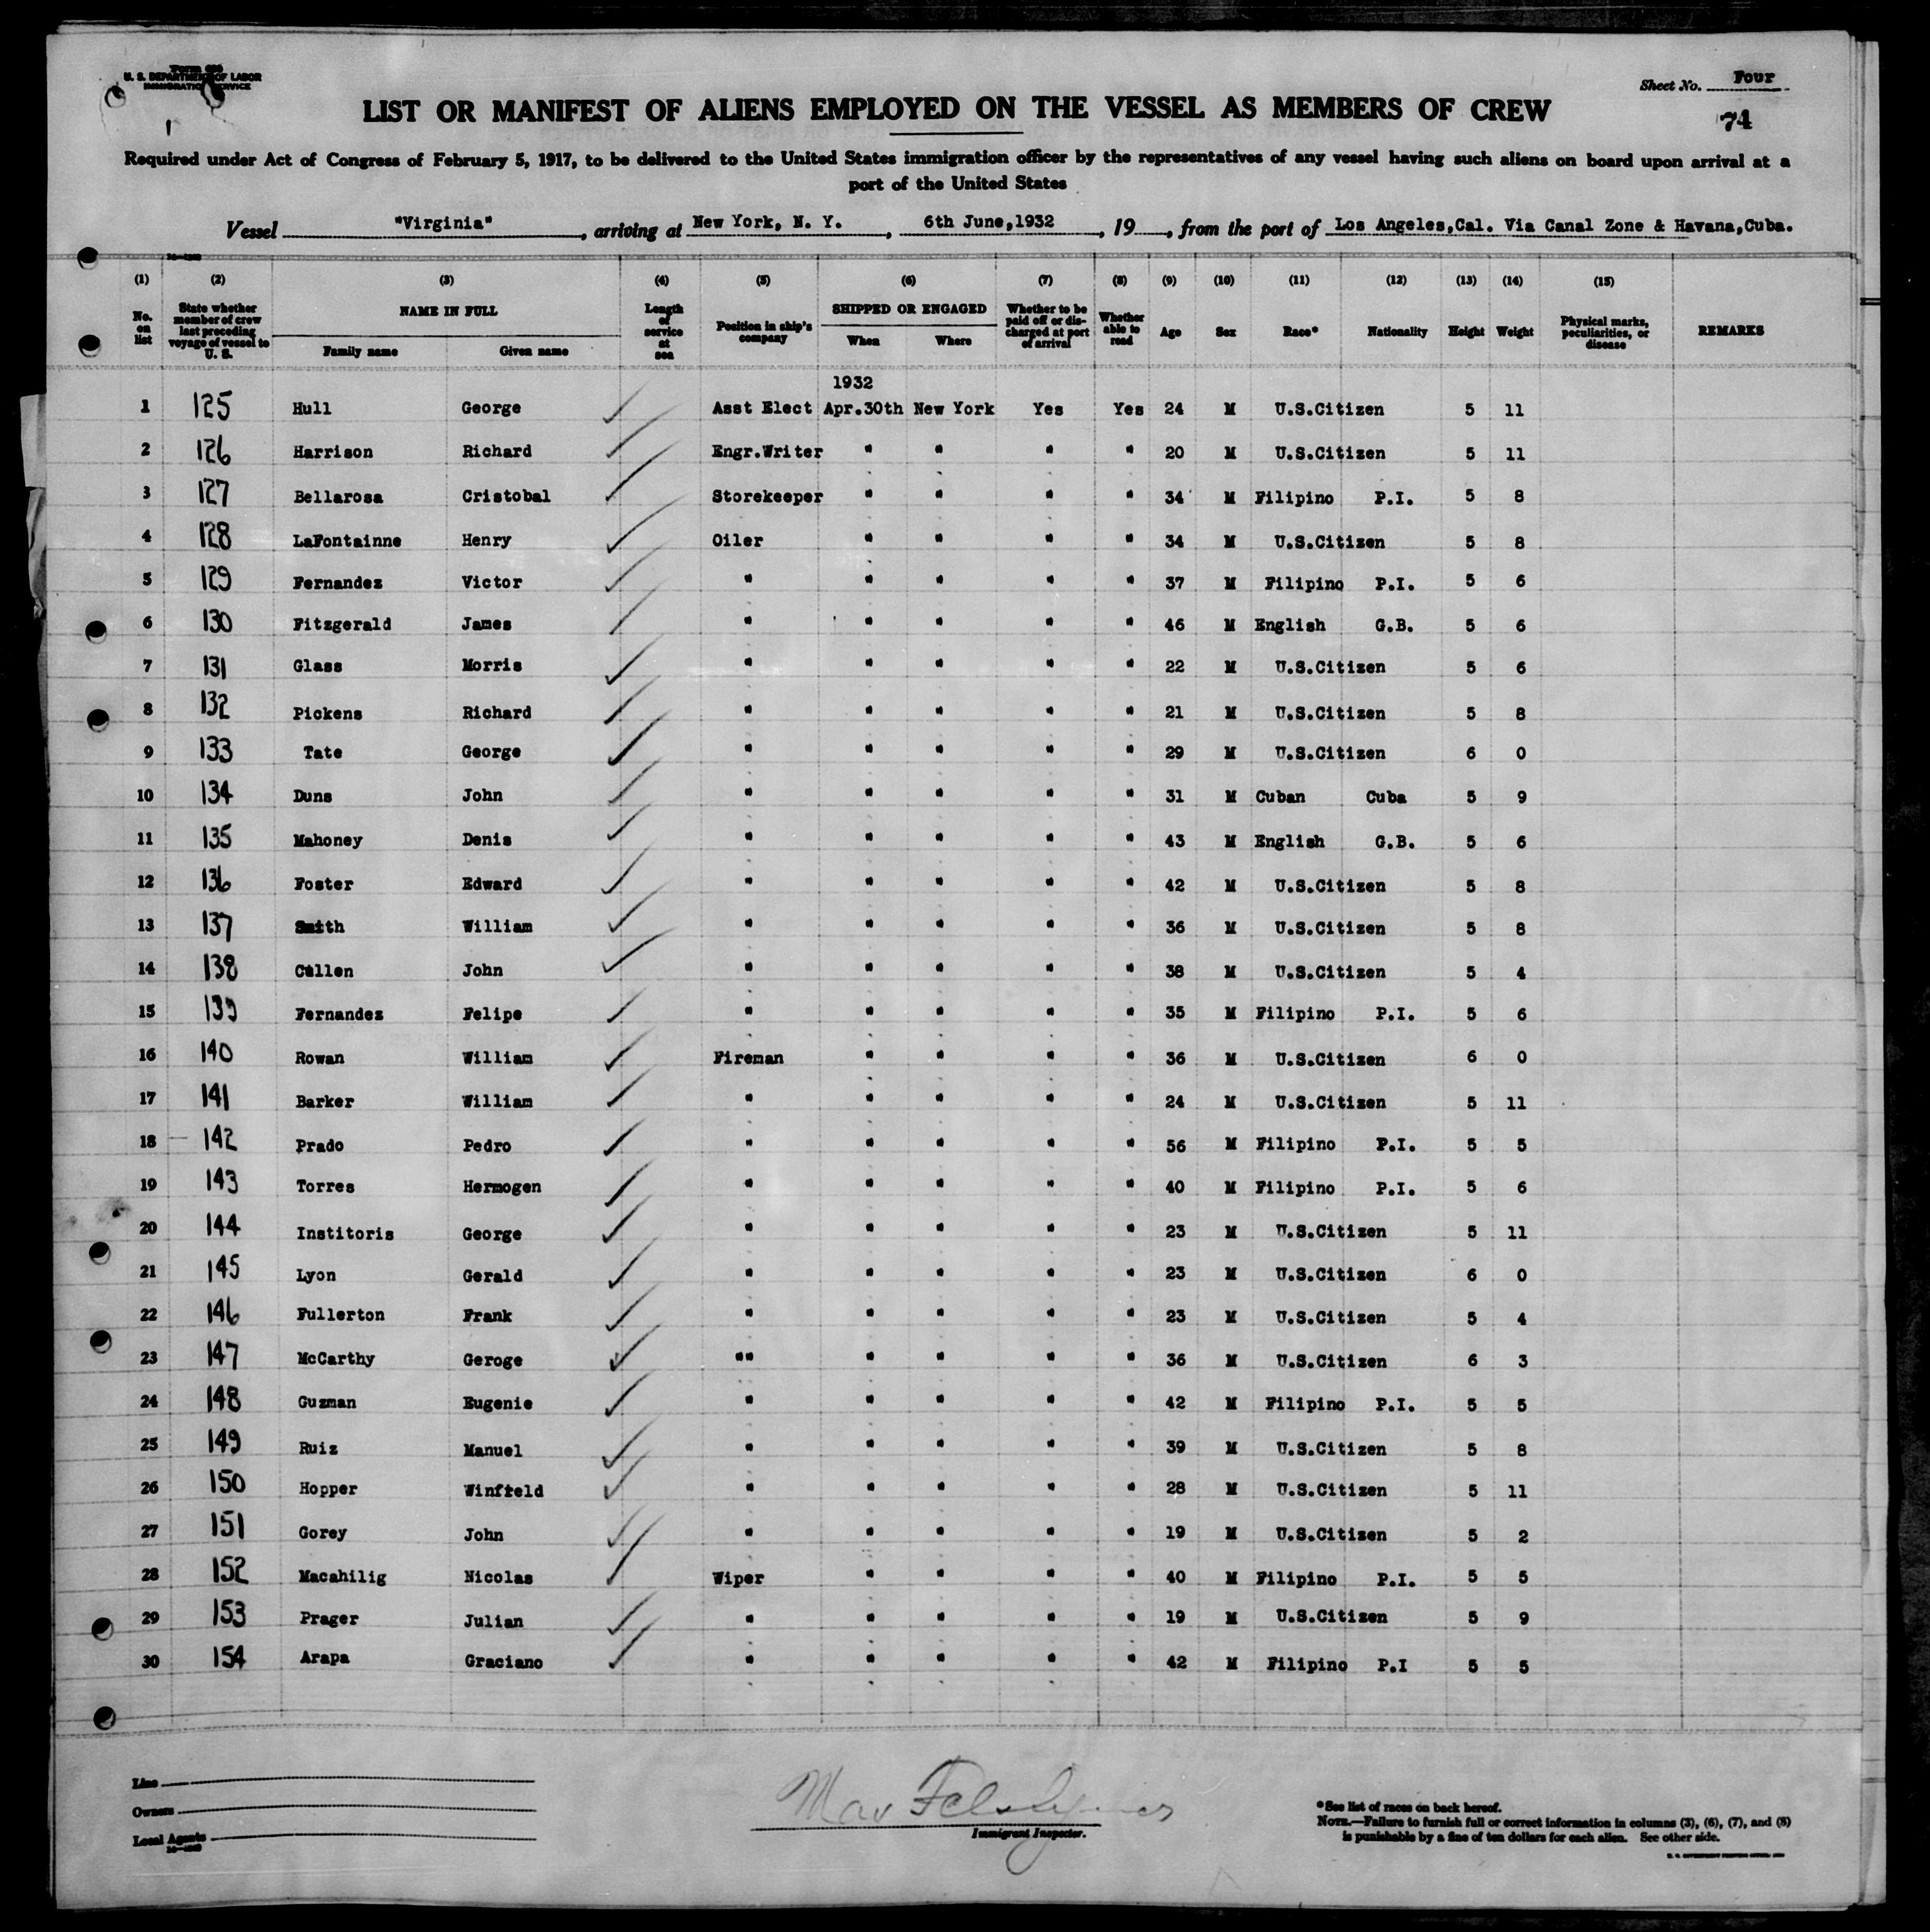 Form 680
U. S. DEPARTMENT OF LABOR
IMMIGRATION SERVICE
Sheet No. Four
74
LIST OR MANIFEST OF ALIENS EMPLOYED ON THE VESSEL AS MEMBERS OF CREW
Required under Act of Congress of February 5, 1917, to be delivered to the United States immigration officer by the representatives of any vessel having such aliens on board upon arrival at a
port of the United States
Vessel "Virginia", arriving at New York, N. Y., 6th June,1932, 19, from the port of Los Angeles,Cal. Via Canal Zone & Havana,Cuba.
(1) (2) (3) (4) (5) (6) (7) (8) (9) (10) (11) (12) (13) (14) (15)
No. on list State whether member of crew last preceding voyage of vessel to U. S. NAME IN FULL Family name Given name Length of service at sea Position in ship's company SHIPPED OR ENGAGED When Where Whether to be paid off or discharged at port of arrival Whether able to read Age Sex Race* Nationality Height Weight Physical marks, peculiarities, or disease REMARKS
1932
1 125 Hull George Asst Elect Apr.30th New York Yes Yes 24 M U.S.Citizen 5 11
2 126 Harrison Richard Engr.Writer " " " " 20 M U.S.Citizen 5 11
3 127 Bellarosa Cristobal Storekeeper " " " " 34 M Filipino P.I. 5 8
4 128 LaFontainne Henry Oiler " " " " 34 M U.S.Citizen 5 8
5 129 Fernandez Victor " " " " " 37 M Filipino P.I. 5 6
6 130 Fitzgerald James " " " " " 46 M English G.B. 5 6
7 131 Glass Morris " " " " " 22 M U.S.Citizen 5 6
8 132 Pickens Richard " " " " " 21 M U.S.Citizen 5 8
9 133 Tate George " " " " " 29 M U.S.Citizen 6 0
10 134 Duns John " " " " " 31 M Cuban Cuba 5 9
11 135 Mahoney Denis " " " " " 43 M English G.B. 5 6
12 136 Foster Edward " " " " " 42 M U.S.Citizen 5 8
13 137 Smith William " " " " " 36 M U.S.Citizen 5 8
14 138 Cullen John " " " " " 38 M U.S.Citizen 5 4
15 139 Fernandez Felipe " " " " " 35 M Filipino P.I. 5 6
16 140 Rowan William Fireman " " " " 36 M U.S.Citizen 6 0
17 141 Barker William " " " " " 24 M U.S.Citizen 5 11
18 142 Prado Pedro " " " " " 56 M Filipino P.I. 5 5
19 143 Torres Hermogen " " " " " 40 M Filipino P.I. 5 6
20 144 Institoris George " " " " " 23 M U.S.Citizen 5 11
21 145 Lyon Gerald " " " " " 23 M U.S.Citizen 6 0
22 146 Fullerton Frank " " " " " 23 M U.S.Citizen 5 4
23 147 McCarthy Geroge "" " " " " 36 M U.S.Citizen 6 3
24 148 Guzman Eugenie " " " " " 42 M Filipino P.I. 5 5
25 149 Ruiz Manuel " " " " " 39 M U.S.Citizen 5 8
26 150 Hopper Winfield " " " " " 28 M U.S.Citizen 5 11
27 151 Gorey John " " " " " 19 M U.S.Citizen 5 2
28 152 Macahilig Nicolas Wiper " " " " 40 M Filipino P.I. 5 5
29 153 Prager Julian " " " " " 19 M U.S.Citizen 5 9
30 154 Arapa Graciano " " " " " 42 M Filipino P.I 5 5
Line
Owners
Local Agents
Immigrant Inspector.
*See list of races on back hereof.
NOTE.—Failure to furnish full or correct information in columns (3), (6), (7), and (8)
is punishable by a fine of ten dollars for each alien. See other side.